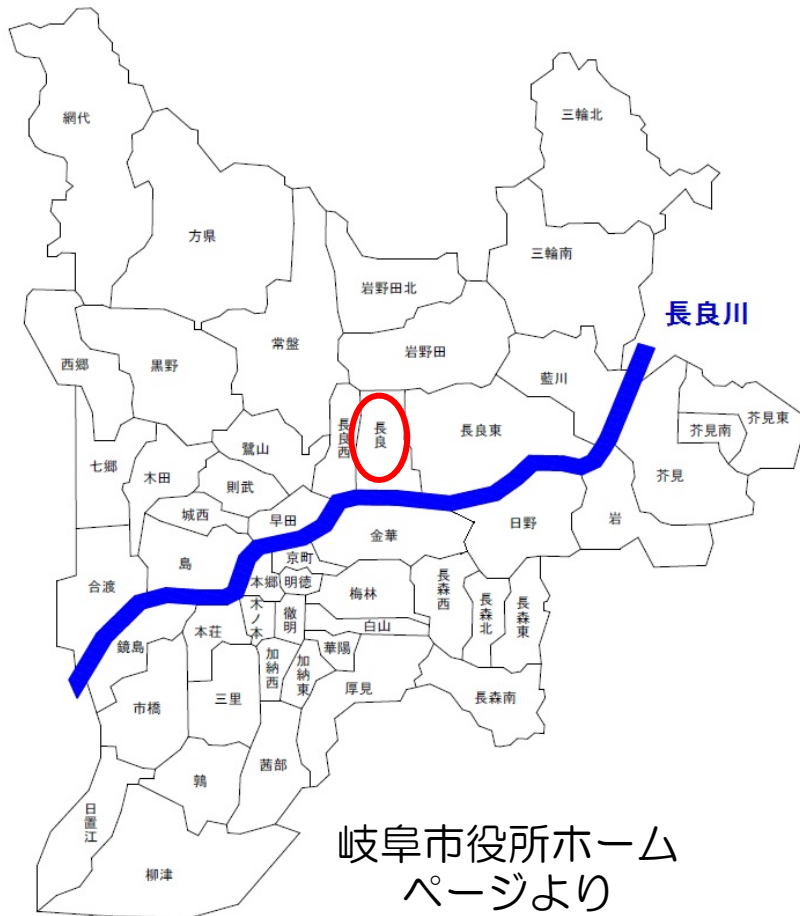 網代
三輪北
方県
三輪南
岩野田北
長良川
常盤
岩野田
西郷
黒野
藍川
芥見東
長良西
長良
長良東
芥見南
鷺山
七郷
木田
則武
芥見
城西
早田
日野
岩
金華
島
京町
合渡
本郷
明徳
梅林
長森西
長森北
長森東
木ノ本
徹明
白山
本荘
鏡島
華陽
加納西
加納東
厚見
長森南
市橋
三里
茜部
鶉
日置江
柳津
岐阜市役所ホーム
ページより